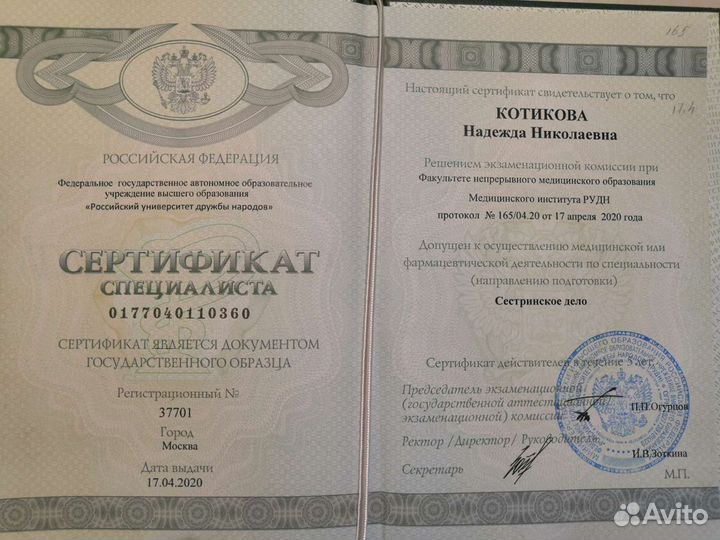 РОССИЙСКАЯ ФЕДЕРАЦИЯ
Федеральное государственное автономное образовательное
учреждение высшего образования
«Российский университет дружбы народов»
СЕРТИФИКАТ
СПЕЦИАЛИСТА
0177040110360
СЕРТИФИКАТ ЯВЛЯЕТСЯ ДОКУМЕНТОМ
ГОСУДАРСТВЕННОГО ОБРАЗЦА
Регистрационный №
37701
Город
Москва
Дата выдачи
17.04.2020
165
Настоящий сертификат свидетельствует о том, что
17.4
КОТИКОВА
Надежда Николаевна
Решением экзаменационной комиссии при
Факультете непрерывного медицинского образования
Медицинского института РУДН
протокол № 165/04.20 от 17 апреля 2020 года
Допущен к осуществлению медицинской или
фармацевтической деятельности по специальности
(направлению подготовки)
Сестринское дело
Сертификат действителен в течение 5 лет
Председатель экзаменационной
(государственной аттестационной/
экзаменационной) комиссии
П.П.Огурцов
Ректор /Директор/ Руководитель
И.В.Зоткина
Секретарь
М.П.
Avito